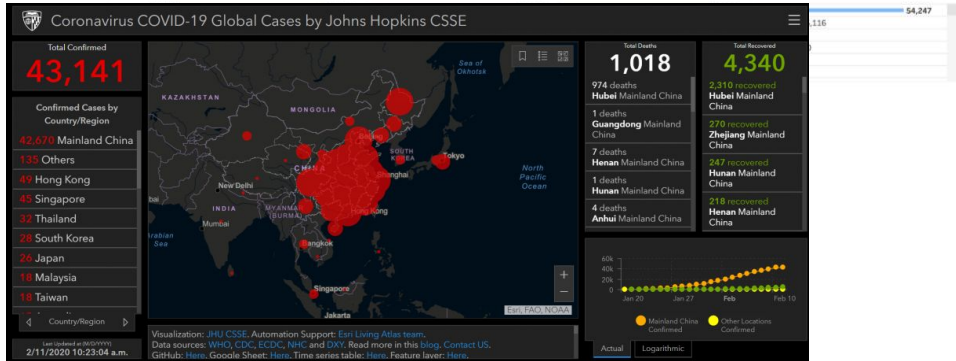 Coronavirus COVID-19 Global Cases by Johns Hopkins CSSE
Total Confirmed
43,141
Confirmed Cases by
Country/Region
42,670 Mainland China
135 Others
49 Hong Kong
45 Singapore
32 Thailand
28 South Korea
26 Japan
18 Malaysia
18 Taiwan
Country/Region
Last Updated at (M/D/YYYY)
2/11/2020 10:23:04 a.m.
Sea of
Okhotsk
KAZAKHSTAN
MONGOLIA
SOUTH
KOREA
Tokyo
CHINA
Shanghai
North
Pacific
Ocean
New Delhi
INDIA
MYANMAR
(BURMA)
Hong Kong
Mumbai
Arabian
Sea
Bangkok
Singapore
Jakarta
Esri, FAO, NOAA
Visualization: JHU CSSE. Automation Support: Esri Living Atlas team.
Data sources: WHO, CDC, ECDC, NHC and DXY. Read more in this blog. Contact US.
GitHub: Here. Google Sheet: Here. Time series table: Here. Feature layer: Here.
Total Deaths
1,018
974 deaths
Hubei Mainland China
1 deaths
Guangdong Mainland
China
7 deaths
Henan Mainland China
1 deaths
Hunan Mainland China
4 deaths
Anhui Mainland China
Total Recovered
4,340
2,310 recovered
Hubei Mainland
China
270 recovered
Zhejiang Mainland
China
247 recovered
Hunan Mainland
China
218 recovered
Henan Mainland
China
60k
40k
20k
0
Jan 20 Jan 27 Feb Feb 10
Mainland China
Confirmed
Other Locations
Confirmed
Actual Logarithmic
54,247
,116